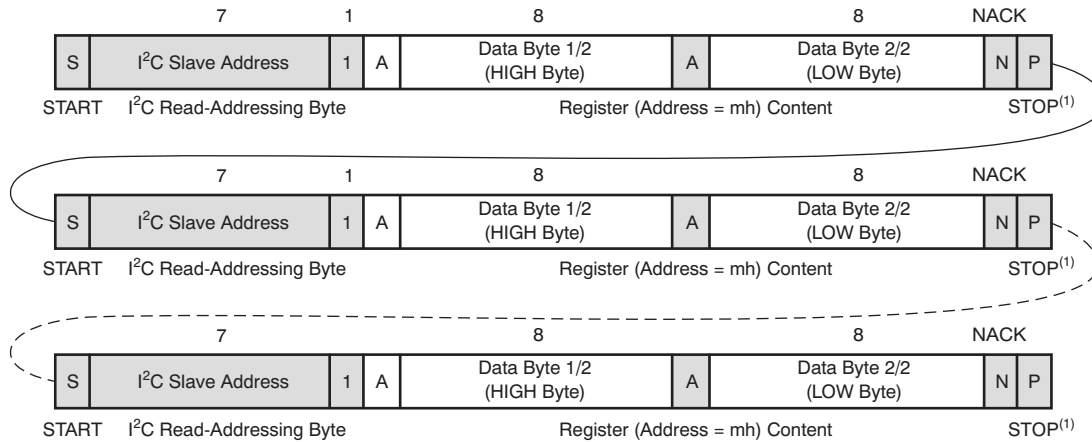 7 1 8 8 NACK
S I²C Slave Address 1 A Data Byte 1/2 (HIGH Byte) A Data Byte 2/2 (LOW Byte) N P
START I²C Read-Addressing Byte Register (Address = mh) Content STOP(1)
7 1 8 8 NACK
S I²C Slave Address 1 A Data Byte 1/2 (HIGH Byte) A Data Byte 2/2 (LOW Byte) N P
START I²C Read-Addressing Byte Register (Address = mh) Content STOP(1)
7 1 8 8 NACK
S I²C Slave Address 1 A Data Byte 1/2 (HIGH Byte) A Data Byte 2/2 (LOW Byte) N P
START I²C Read-Addressing Byte Register (Address = mh) Content STOP(1)